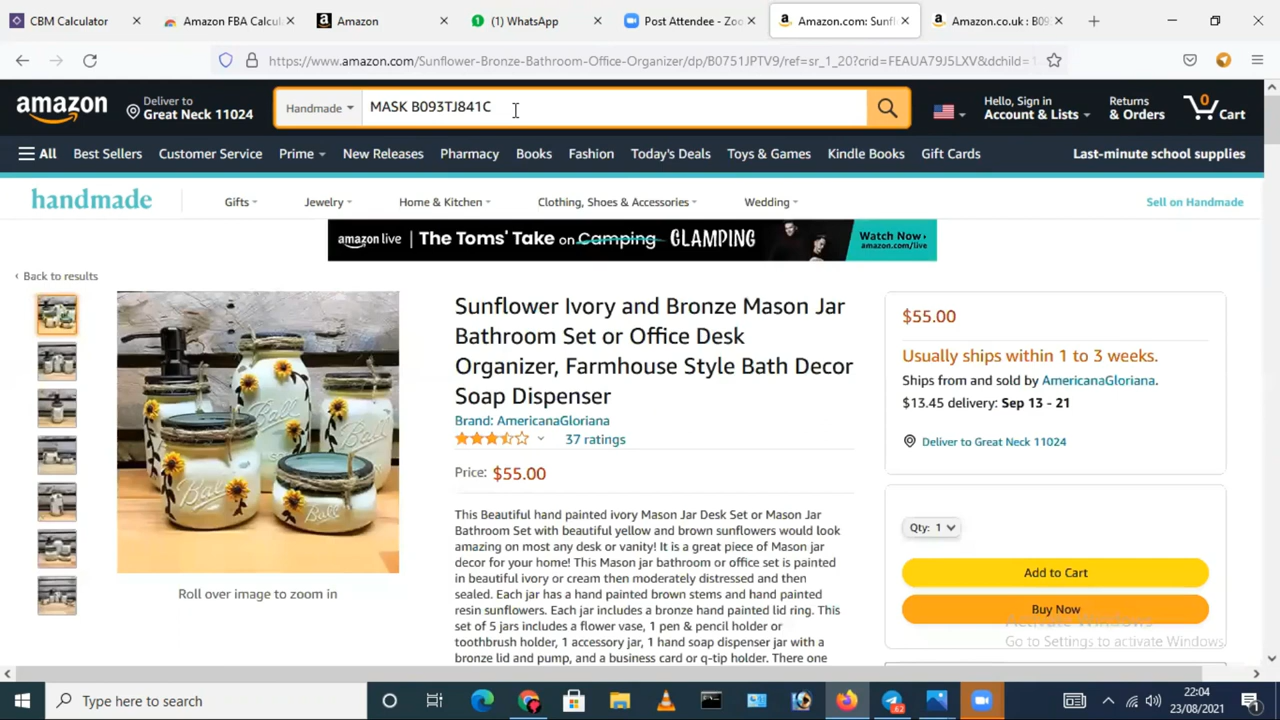 CBM Calculator
Amazon FBA Calcul
Amazon
(1) WhatsApp
Post Attendee - Zoo
Amazon.com: Sunfl
Amazon.co.uk : B09
https://www.amazon.com/Sunflower-Bronze-Bathroom-Office-Organizer/dp/B0751JPTV9/ref=sr_1_20?crid=FEAUA79J5LXV&dchild=1
amazon
Deliver to
Great Neck 11024
Handmade
MASK B093TJ841C
Hello, Sign in
Account & Lists
Returns
& Orders
0
Cart
All
Best Sellers
Customer Service
Prime
New Releases
Pharmacy
Books
Fashion
Today's Deals
Toys & Games
Kindle Books
Gift Cards
Last-minute school supplies
handmade
Gifts
Jewelry
Home & Kitchen
Clothing, Shoes & Accessories
Wedding
Sell on Handmade
amazon live | The Toms' Take on Camping GLAMPING
Watch Now ›
amazon.com/live
‹ Back to results
Sunflower Ivory and Bronze Mason Jar
Bathroom Set or Office Desk
Organizer, Farmhouse Style Bath Decor
Soap Dispenser
Brand: AmericanaGloriana
37 ratings
Price: $55.00
This Beautiful hand painted ivory Mason Jar Desk Set or Mason Jar
Bathroom Set with beautiful yellow and brown sunflowers would look
amazing on most any desk or vanity! It is a great piece of Mason jar
decor for your home! This Mason jar bathroom or office set is painted
in beautiful ivory or cream then moderately distressed and then
sealed. Each jar has a hand painted brown stems and hand painted
resin sunflowers. Each jar includes a bronze hand painted lid ring. This
set of 5 jars includes a flower vase, 1 pen & pencil holder or
toothbrush holder, 1 accessory jar, 1 hand soap dispenser jar with a
bronze lid and pump, and a business card or q-tip holder. There one
Ball
Ball
Ball
Ball
Roll over image to zoom in
$55.00
Usually ships within 1 to 3 weeks.
Ships from and sold by AmericanaGloriana.
$13.45 delivery: Sep 13 - 21
Deliver to Great Neck 11024
Qty: 1
Add to Cart
Buy Now
Activate Windows
Go to Settings to activate Windows.
Type here to search
22:04
23/08/2021